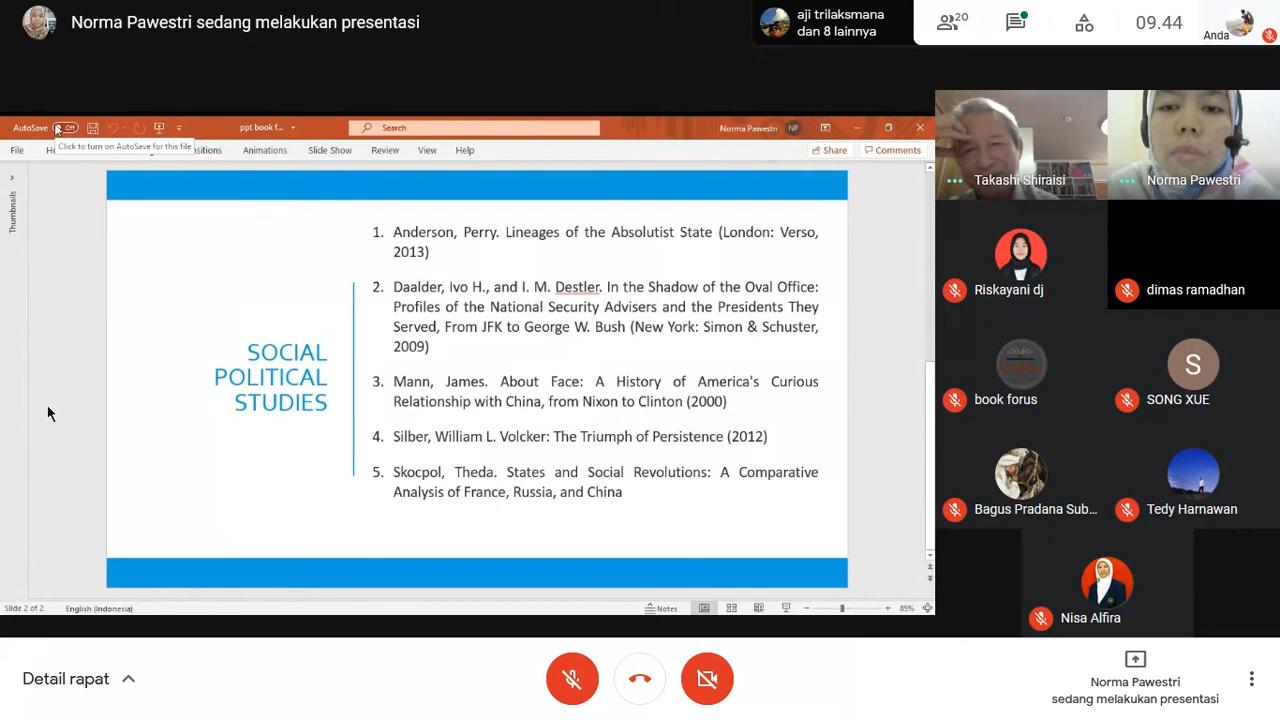 Norma Pawestri sedang melakukan presentasi
aji trilaksmana
dan 8 lainnya
20
09.44
Anda
AutoSave Off
ppt book f...
Search
Norma Pawestri NP
Click to turn on AutoSave for this file
File
Animations
Slide Show
Review
View
Help
Share
Comments
Thumbnails
SOCIAL
POLITICAL
STUDIES
1. Anderson, Perry. Lineages of the Absolutist State (London: Verso,
2013)
2. Daalder, Ivo H., and I. M. Destler. In the Shadow of the Oval Office:
Profiles of the National Security Advisers and the Presidents They
Served, From JFK to George W. Bush (New York: Simon & Schuster,
2009)
3. Mann, James. About Face: A History of America's Curious
Relationship with China, from Nixon to Clinton (2000)
4. Silber, William L. Volcker: The Triumph of Persistence (2012)
5. Skocpol, Theda. States and Social Revolutions: A Comparative
Analysis of France, Russia, and China
Slide 2 of 2
English (Indonesia)
Notes
85%
Takashi Shiraisi
Norma Pawestri
Riskayani dj
dimas ramadhan
book forus
S
SONG XUE
Bagus Pradana Sub...
Tedy Harnawan
Nisa Alfira
Detail rapat
Norma Pawestri
sedang melakukan presentasi